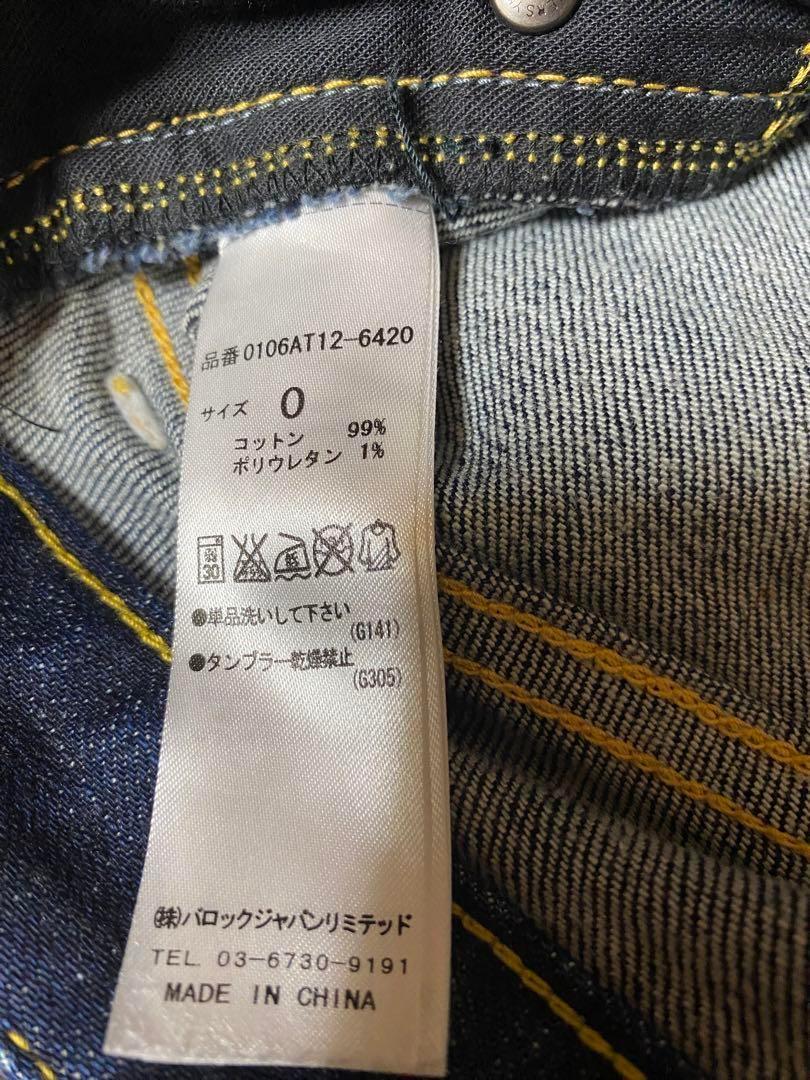 品番 0106AT12-6420
サイズ 0
コットン 99%
ポリウレタン 1%
弱
30
●単品洗いして下さい
(G141)
●タンブラー乾燥禁止
(G305)
㈱バロックジャパンリミテッド
TEL. 03-6730-9191
MADE IN CHINA